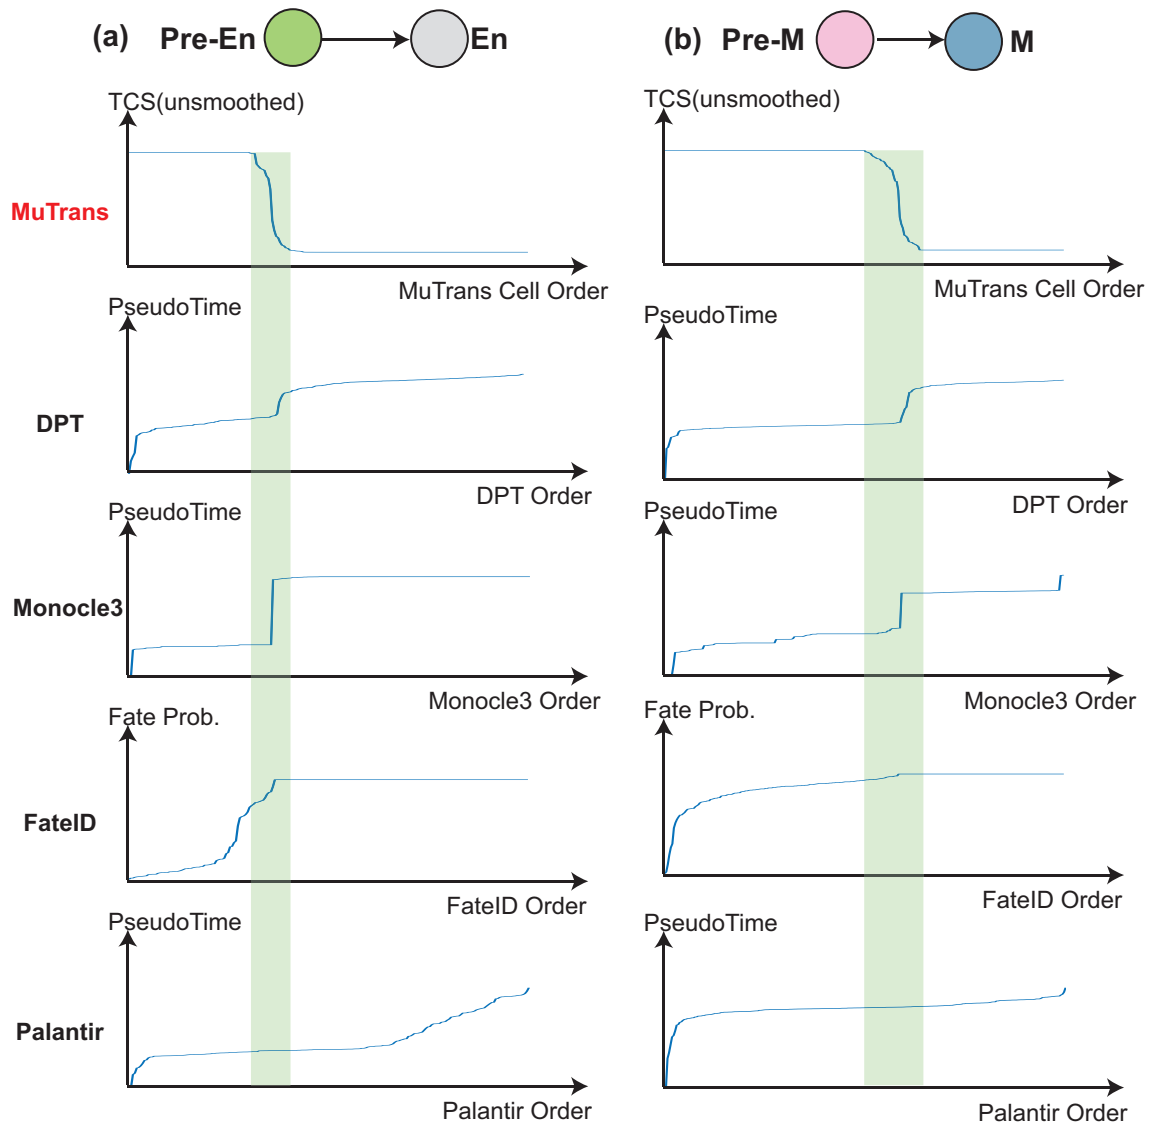 (a) Pre-En En
(b) Pre-M M
TCS(unsmoothed)
MuTrans
MuTrans Cell Order
TCS(unsmoothed)
MuTrans Cell Order
PseudoTime
DPT
DPT Order
PseudoTime
DPT Order
PseudoTime
Monocle3
Monocle3 Order
PseudoTime
Monocle3 Order
Fate Prob.
FateID
FateID Order
Fate Prob.
FateID Order
PseudoTime
Palantir
Palantir Order
PseudoTime
Palantir Order